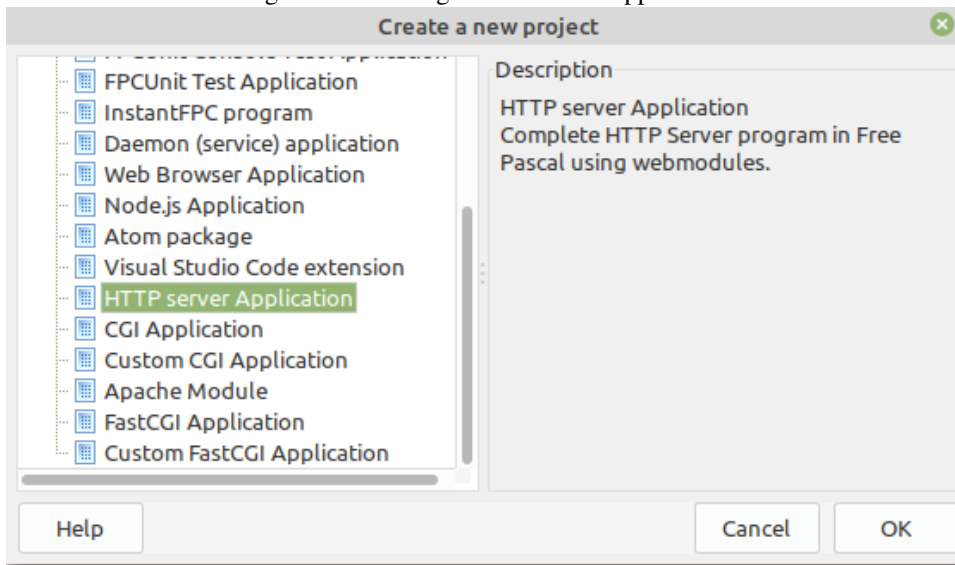 Create a new project
FPCUnit Test Application
InstantFPC program
Daemon (service) application
Web Browser Application
Node.js Application
Atom package
Visual Studio Code extension
HTTP server Application
CGI Application
Custom CGI Application
Apache Module
FastCGI Application
Custom FastCGI Application
Description
HTTP server Application
Complete HTTP Server program in Free
Pascal using webmodules.
Help
Cancel
OK